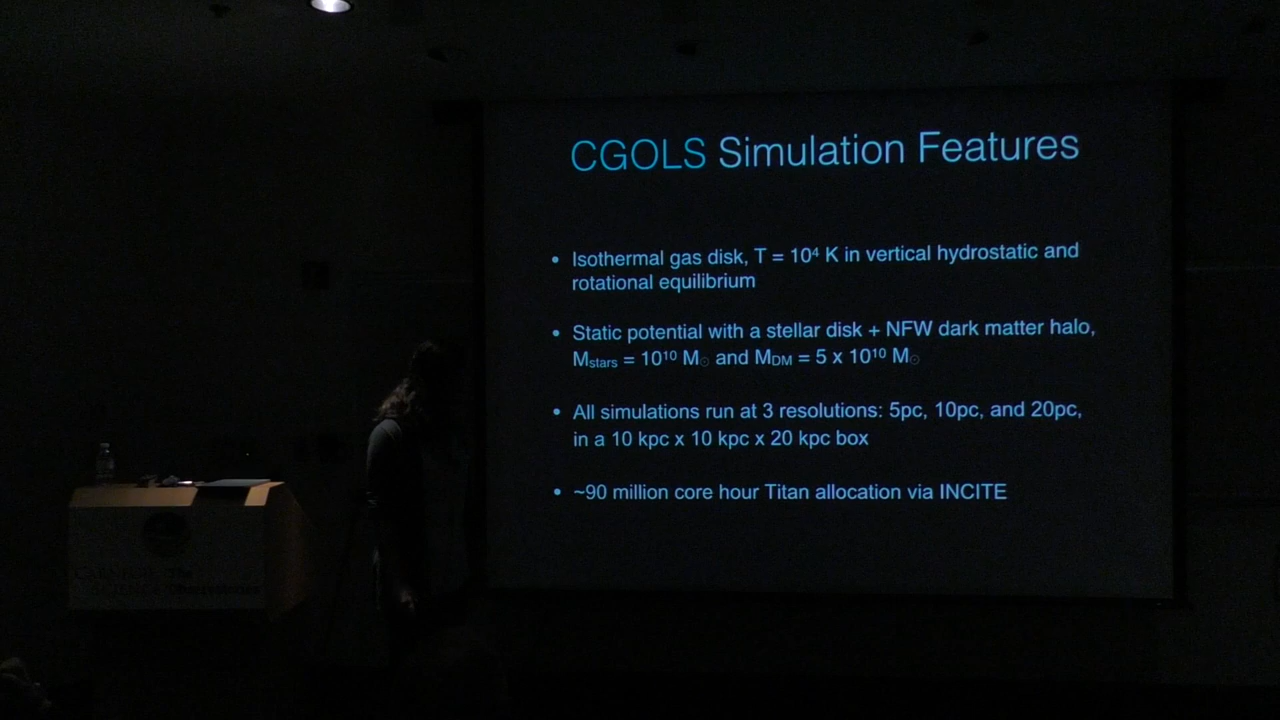 CGOLS Simulation Features
• Isothermal gas disk, T = 10⁴ K in vertical hydrostatic and
rotational equilibrium
• Static potential with a stellar disk + NFW dark matter halo,
Mstars = 10¹⁰ M☉ and MDM = 5 x 10¹⁰ M☉
• All simulations run at 3 resolutions: 5pc, 10pc, and 20pc,
in a 10 kpc x 10 kpc x 20 kpc box
• ~90 million core hour Titan allocation via INCITE